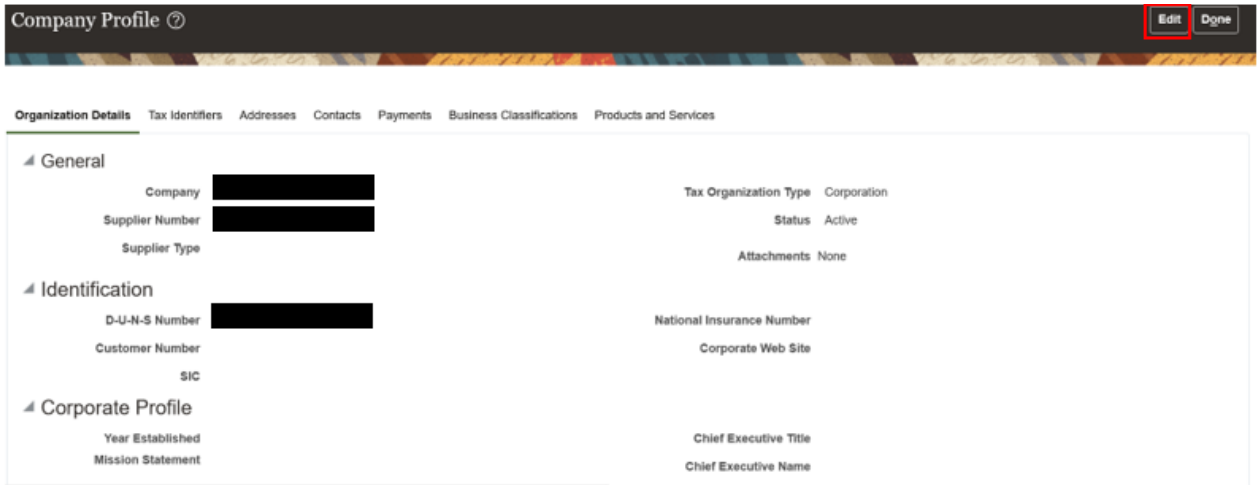 Company Profile ?
Edit Done
Organization Details Tax Identifiers Addresses Contacts Payments Business Classifications Products and Services
General
Company Tax Organization Type Corporation
Supplier Number Status Active
Supplier Type
Attachments None
Identification
D-U-N-S Number National Insurance Number
Customer Number Corporate Web Site
SIC
Corporate Profile
Year Established Chief Executive Title
Mission Statement
Chief Executive Name